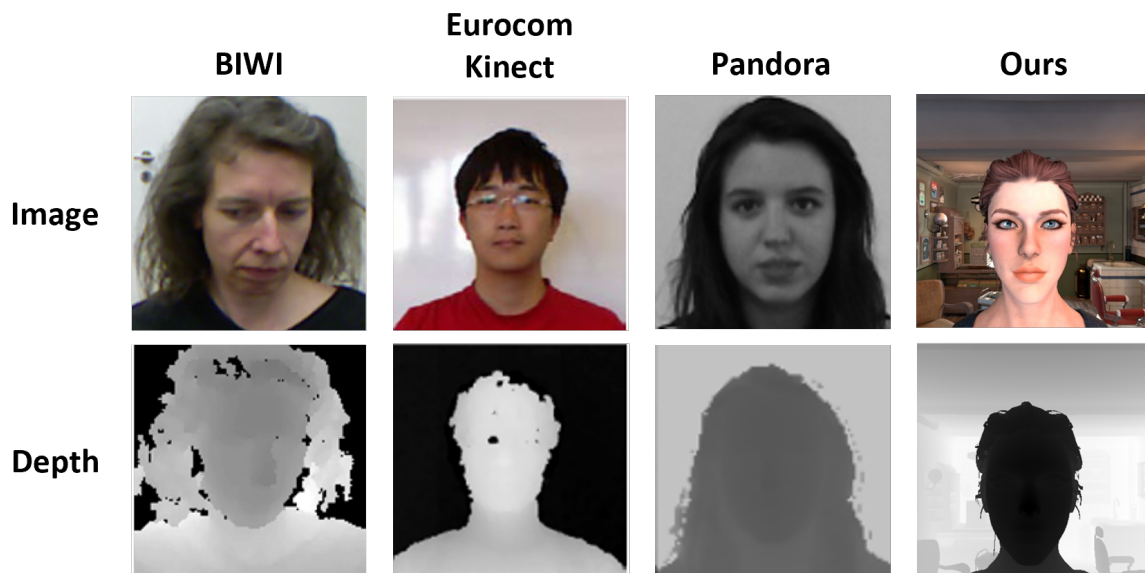 BIWI
Eurocom
Kinect
Pandora
Ours
Image
Depth